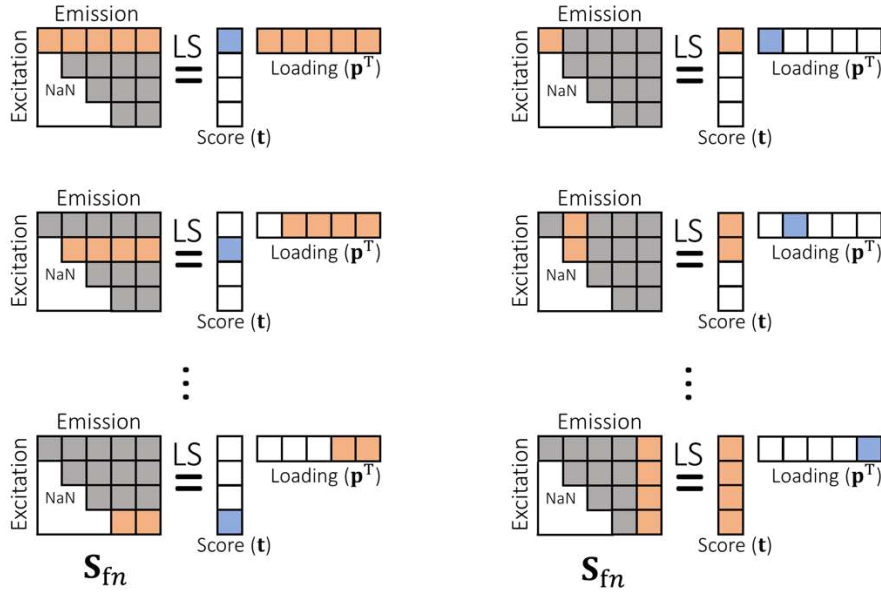 Emission
Excitation
NaN
LS
=
Score (t)
Loading (pᵀ)
Emission
Excitation
NaN
LS
=
Score (t)
Loading (pᵀ)
Emission
Excitation
NaN
LS
=
Score (t)
Loading (pᵀ)
Emission
Excitation
NaN
LS
=
Score (t)
Loading (pᵀ)
⋮
⋮
Emission
Excitation
NaN
LS
=
Score (t)
Loading (pᵀ)
Emission
Excitation
NaN
LS
=
Score (t)
Loading (pᵀ)
S_fn
S_fn